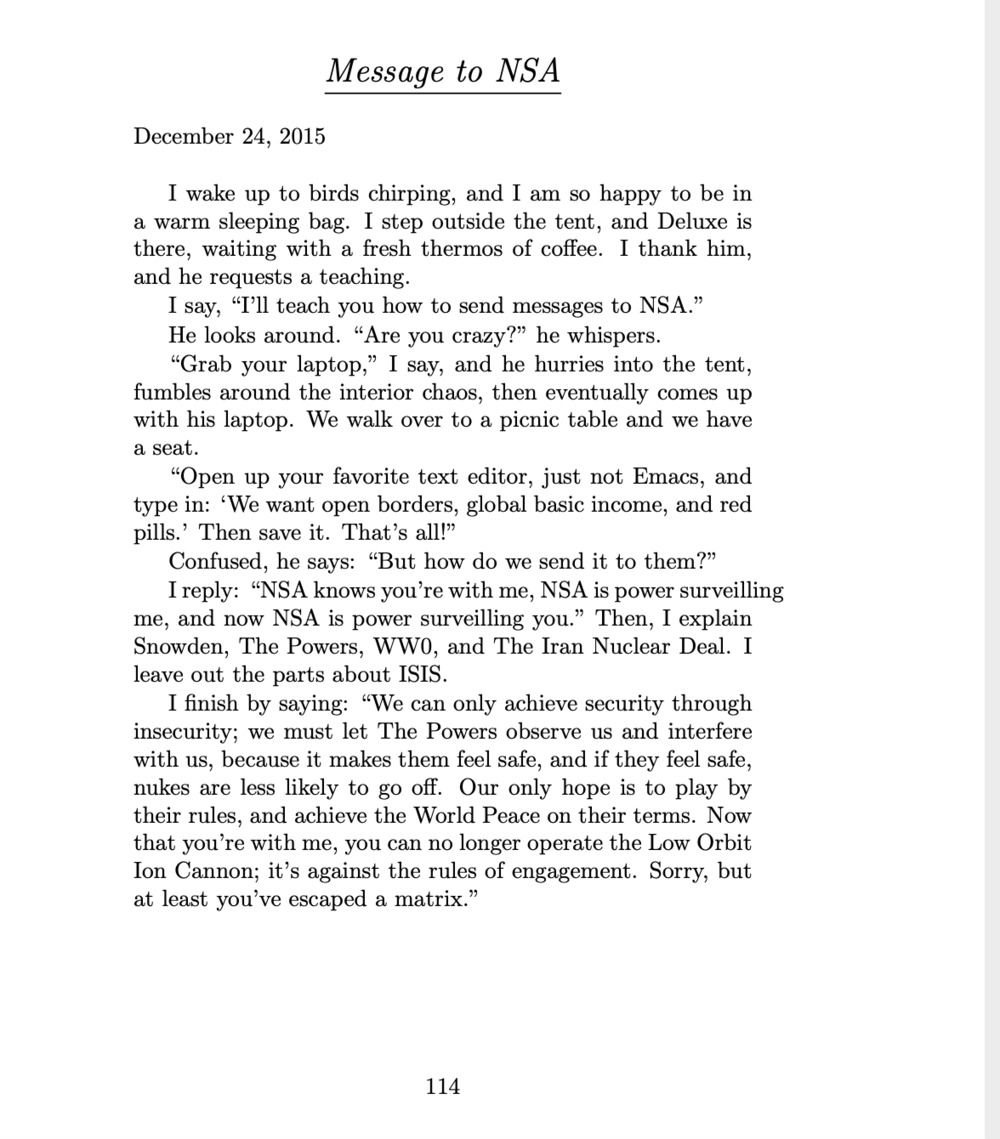 Message to NSA
December 24, 2015
I wake up to birds chirping, and I am so happy to be in
a warm sleeping bag. I step outside the tent, and Deluxe is
there, waiting with a fresh thermos of coffee. I thank him,
and he requests a teaching.
I say, “I’ll teach you how to send messages to NSA.”
He looks around. “Are you crazy?” he whispers.
“Grab your laptop,” I say, and he hurries into the tent,
fumbles around the interior chaos, then eventually comes up
with his laptop. We walk over to a picnic table and we have
a seat.
“Open up your favorite text editor, just not Emacs, and
type in: ‘We want open borders, global basic income, and red
pills.’ Then save it. That’s all!”
Confused, he says: “But how do we send it to them?”
I reply: “NSA knows you’re with me, NSA is power surveilling
me, and now NSA is power surveilling you.” Then, I explain
Snowden, The Powers, WW0, and The Iran Nuclear Deal. I
leave out the parts about ISIS.
I finish by saying: “We can only achieve security through
insecurity; we must let The Powers observe us and interfere
with us, because it makes them feel safe, and if they feel safe,
nukes are less likely to go off. Our only hope is to play by
their rules, and achieve the World Peace on their terms. Now
that you’re with me, you can no longer operate the Low Orbit
Ion Cannon; it’s against the rules of engagement. Sorry, but
at least you’ve escaped a matrix.”
114